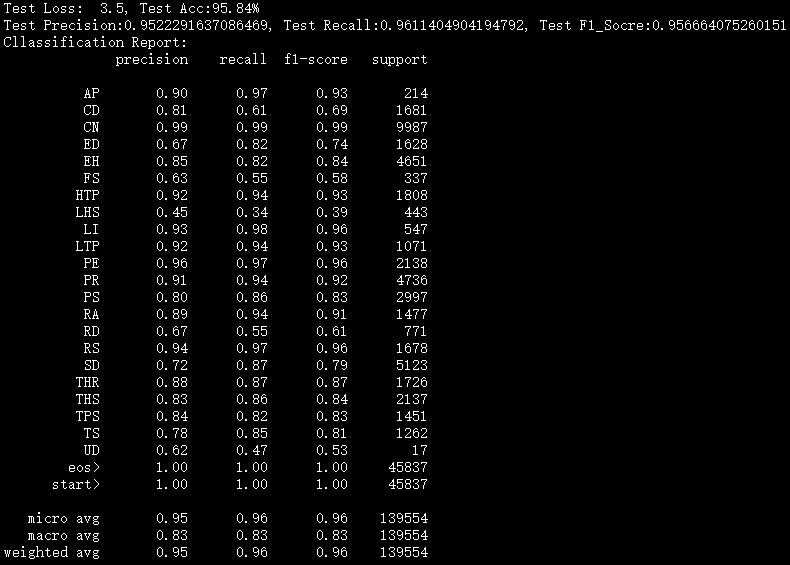 Test Loss:  3.5, Test Acc:95.84%
Test Precision:0.9522291637086469, Test Recall:0.9611404904194792, Test F1_Socre:0.956664075260151
Cllassification Report:
              precision    recall  f1-score   support
          AP       0.90      0.97      0.93       214
          CD       0.81      0.61      0.69      1681
          CN       0.99      0.99      0.99      9987
          ED       0.67      0.82      0.74      1628
          EH       0.85      0.82      0.84      4651
          FS       0.63      0.55      0.58       337
         HTP       0.92      0.94      0.93      1808
         LHS       0.45      0.34      0.39       443
          LI       0.93      0.98      0.96       547
         LTP       0.92      0.94      0.93      1071
          PE       0.96      0.97      0.96      2138
          PR       0.91      0.94      0.92      4736
          PS       0.80      0.86      0.83      2997
          RA       0.89      0.94      0.91      1477
          RD       0.67      0.55      0.61       771
          RS       0.94      0.97      0.96      1678
          SD       0.72      0.87      0.79      5123
         THR       0.88      0.87      0.87      1726
         THS       0.83      0.86      0.84      2137
         TPS       0.84      0.82      0.83      1451
          TS       0.78      0.85      0.81      1262
          UD       0.62      0.47      0.53        17
        eos>       1.00      1.00      1.00     45837
      start>       1.00      1.00      1.00     45837
   micro avg       0.95      0.96      0.96    139554
   macro avg       0.83      0.83      0.83    139554
weighted avg       0.95      0.96      0.96    139554